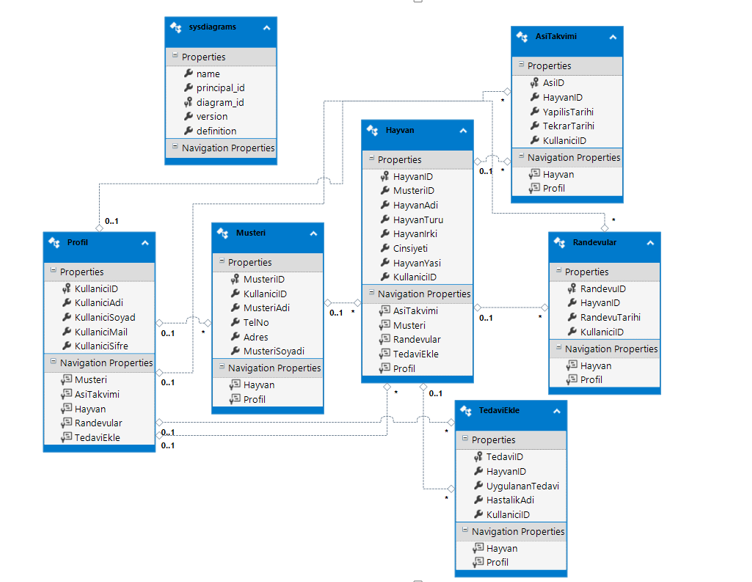 sysdiagrams
Properties
name
principal_id
diagram_id
version
definition
Navigation Properties
AsiTakvimi
Properties
AsiID
HayvanID
YapilisTarihi
TekrarTarihi
KullaniciID
Navigation Properties
Hayvan
Profil
Hayvan
Properties
HayvanID
MusteriID
HayvanAdi
HayvanTuru
HayvanIrki
Cinsiyeti
HayvanYasi
KullaniciID
Navigation Properties
AsiTakvimi
Musteri
Randevular
TedaviEkle
Profil
Profil
Properties
KullaniciID
KullaniciAdi
KullaniciSoyad
KullaniciMail
KullaniciSifre
Navigation Properties
Musteri
AsiTakvimi
Hayvan
Randevular
TedaviEkle
Musteri
Properties
MusteriID
KullaniciID
MusteriAdi
TelNo
Adres
MusteriSoyadi
Navigation Properties
Hayvan
Profil
Randevular
Properties
RandevuID
HayvanID
RandevuTarihi
KullaniciID
Navigation Properties
Hayvan
Profil
TedaviEkle
Properties
TedaviID
HayvanID
UygulananTedavi
HastalikAdi
KullaniciID
Navigation Properties
Hayvan
Profil
0..1
*
0..1
*
*
0..1
*
0..1
*
0..1
*
0..1
0..1
*
0..1
*
0..1
*